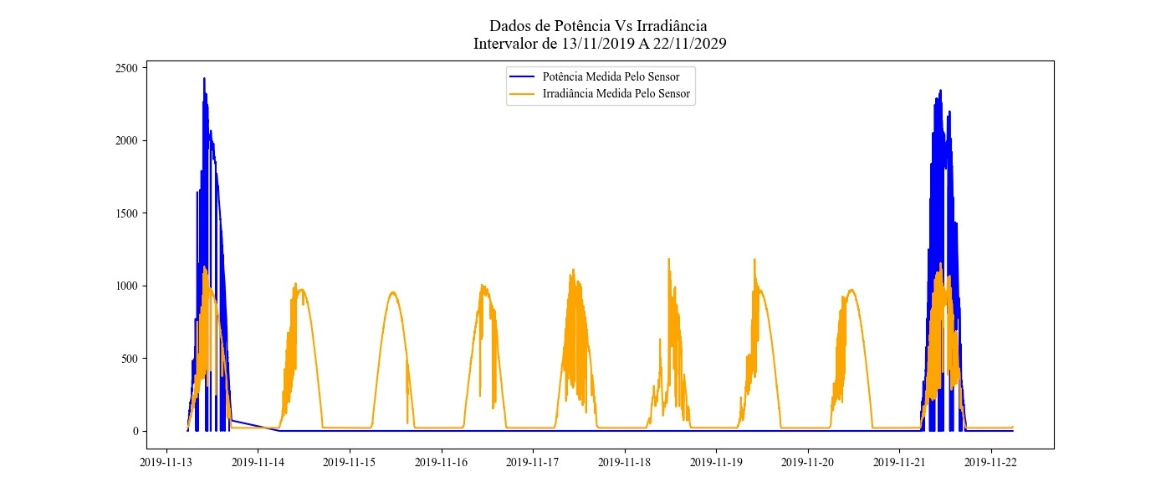 Dados de Potência Vs Irradiância
Intervalor de 13/11/2019 A 22/11/2029
Potência Medida Pelo Sensor
Irradiância Medida Pelo Sensor
2500
2000
1500
1000
500
0
2019-11-13 2019-11-14 2019-11-15 2019-11-16 2019-11-17 2019-11-18 2019-11-19 2019-11-20 2019-11-21 2019-11-22